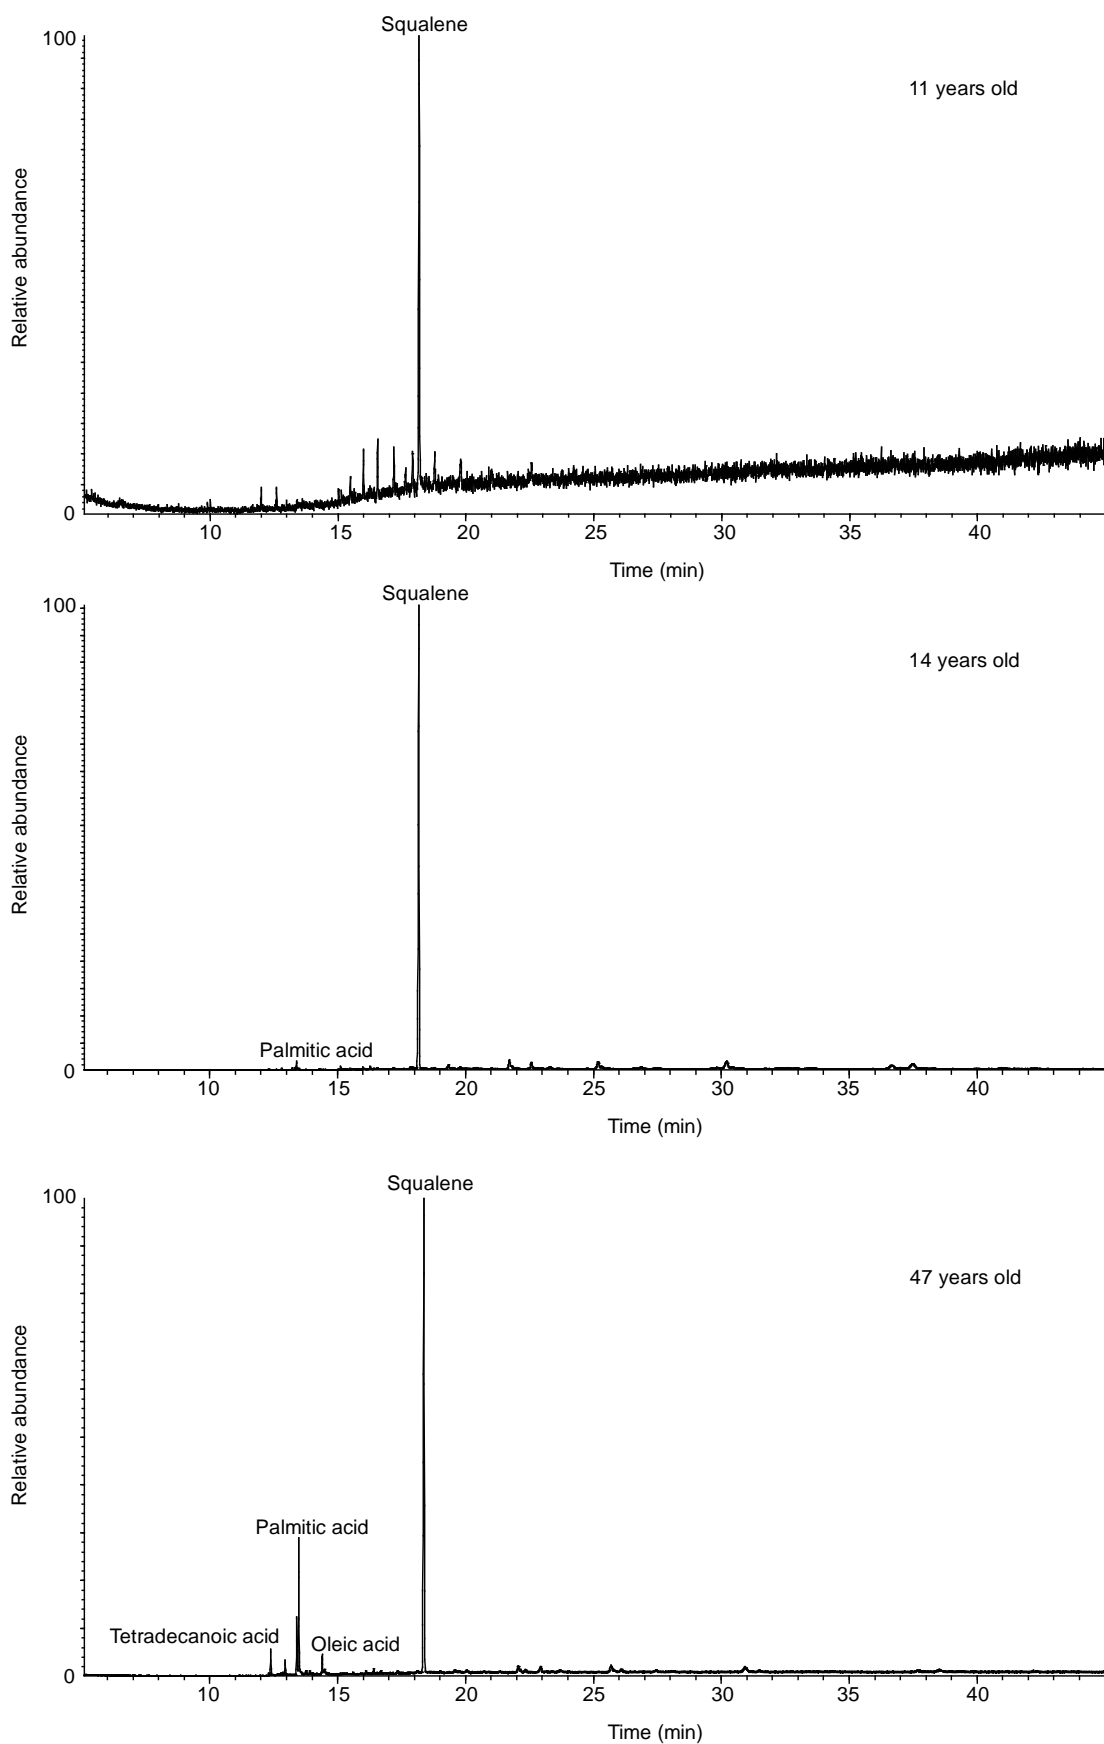 Squalene
100
11 years old
Relative abundance
0
10 15 20 25 30 35 40
Time (min)
Squalene
100
14 years old
Relative abundance
Palmitic acid
0
10 15 20 25 30 35 40
Time (min)
Squalene
100
47 years old
Relative abundance
Palmitic acid
Tetradecanoic acid
Oleic acid
0
10 15 20 25 30 35 40
Time (min)